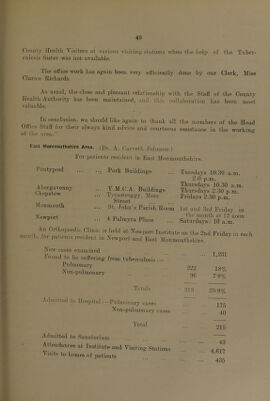 49
County Health Visitors at various visiting stations when the help of the Tuber-
culosis Sister was not available.
The office work has again been very efficiently done by our Clerk, Miss
Clarice Richards.
As usual, the close and pleasant relationship with the Staff of the County
Health Authority has been maintained, and this collaboration has been most
valuable.
In conclusion, we should like again to thank all the members of the Head
Office Staff for their always kind advice and courteous assistance in the working
of the area."
East Monmouthshire Area. (Dr. A. Carveth Johnson)
For patients resident in East Monmouthshire.
Pontypool ... ... Park Buildings ... Tuesdays 10.30 a.m.
2.0 p.m.
Thursdays 10.30 a.m.
Abergavenny ... Y.M.C.A. Buildings Thursdays 2.30 p.m.
Chepstow ... Moor Fridays 2.30 p.m.
Street
Monmouth ... St. John's Parish Room 1st and 3rd Friday in
the month at 12 noon
Newport ... 4 Palmyra Place ... Saturdays 10 a.m.
An Orthopaedic Clinic is held at Newport Institute on the 2nd Friday in each
month, for patients resident in Newport and East Monmouthshire.
New cases examined ... 1,231
Found to be suffering from tuberculosis—
Pulmonary ... 222 18%
Non-pulmonary ... 96 7.9%
Totals 318 25.9%
Admitted to Hospital—Pulmonary cases ... 175
Non-pulmonary cases ... 40
Total ... 215
Admitted to Sanatorium ... 43
Attendances at Institute and Visiting Stations ... 4,617
Visits to homes of patients ... 435